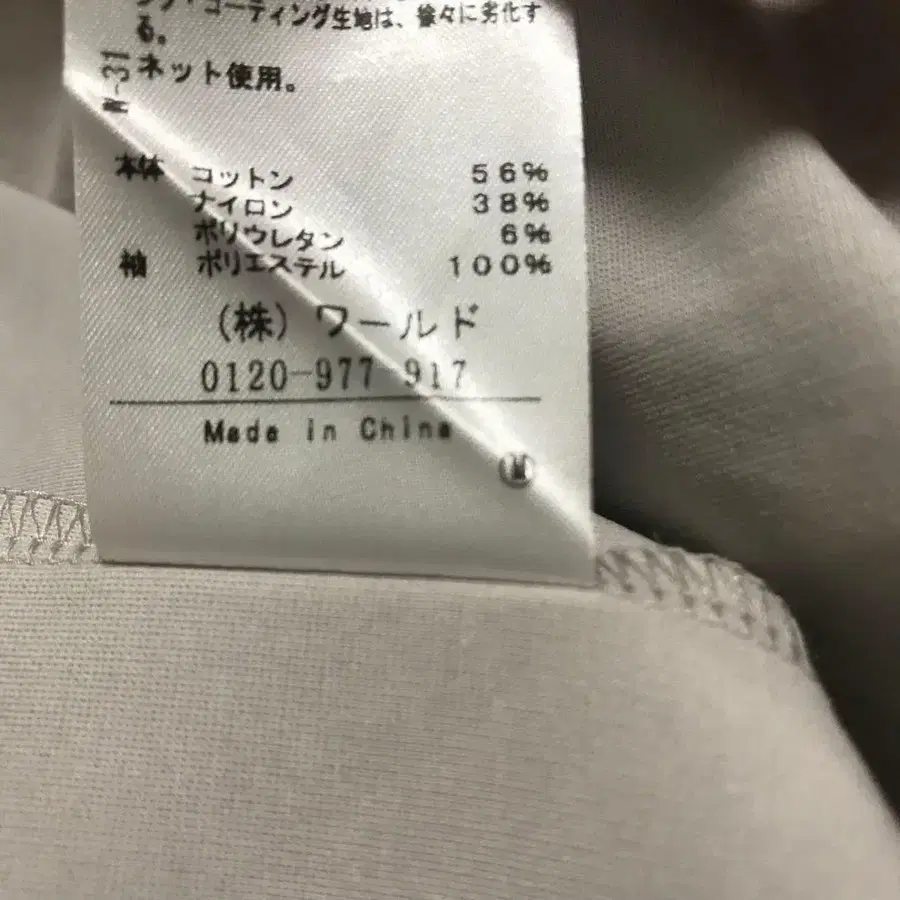 ング・コーティング生地は、徐々に劣化す
る。
ネット使用。
W-31
本体 コットン 56%
ナイロン 38%
ポリウレタン 6%
袖 ポリエステル 100%
(株)ワールド
0120-977-917
Made in China
M